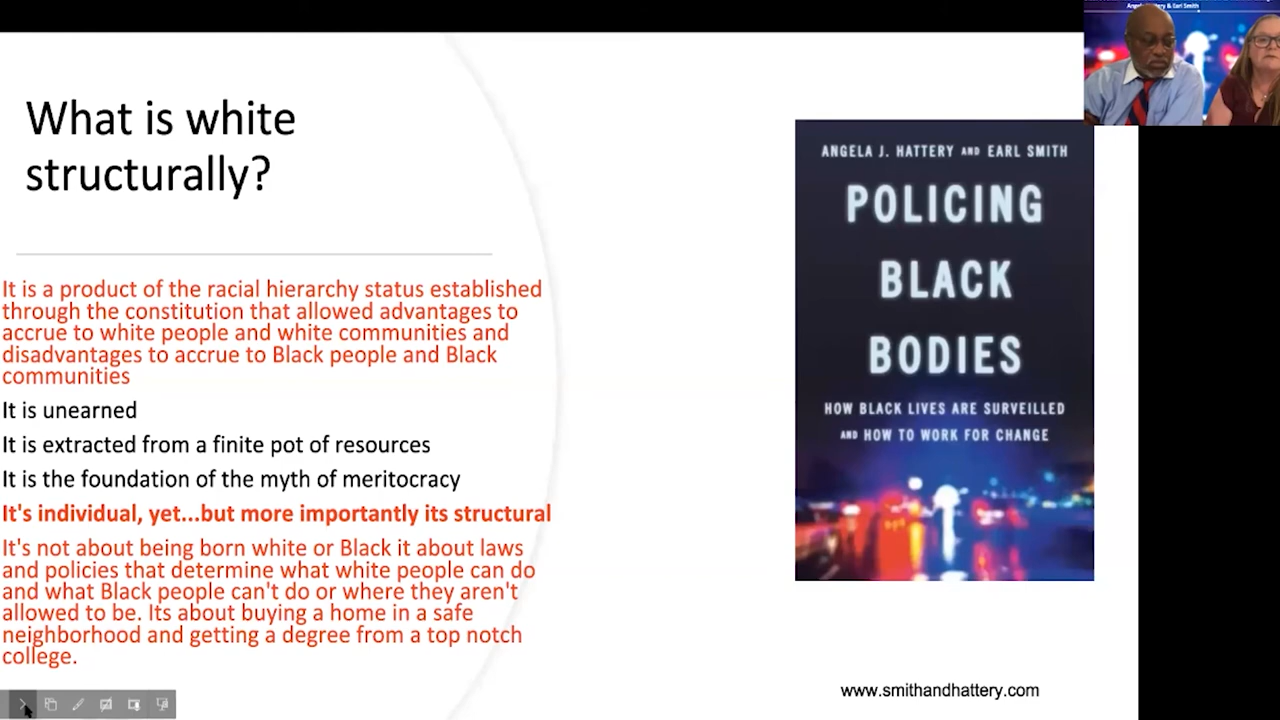 Angela Hattery & Earl Smith
What is white
structurally?
ANGELA J. HATTERY AND EARL SMITH
POLICING
BLACK
BODIES
HOW BLACK LIVES ARE SURVEILLED
AND HOW TO WORK FOR CHANGE
It is a product of the racial hierarchy status established
through the constitution that allowed advantages to
accrue to white people and white communities and
disadvantages to accrue to Black people and Black
communities
It is unearned
It is extracted from a finite pot of resources
It is the foundation of the myth of meritocracy
It's individual, yet...but more importantly its structural
It's not about being born white or Black it about laws
and policies that determine what white people can do
and what Black people can't do or where they aren't
allowed to be. Its about buying a home in a safe
neighborhood and getting a degree from a top notch
college.
www.smithandhattery.com